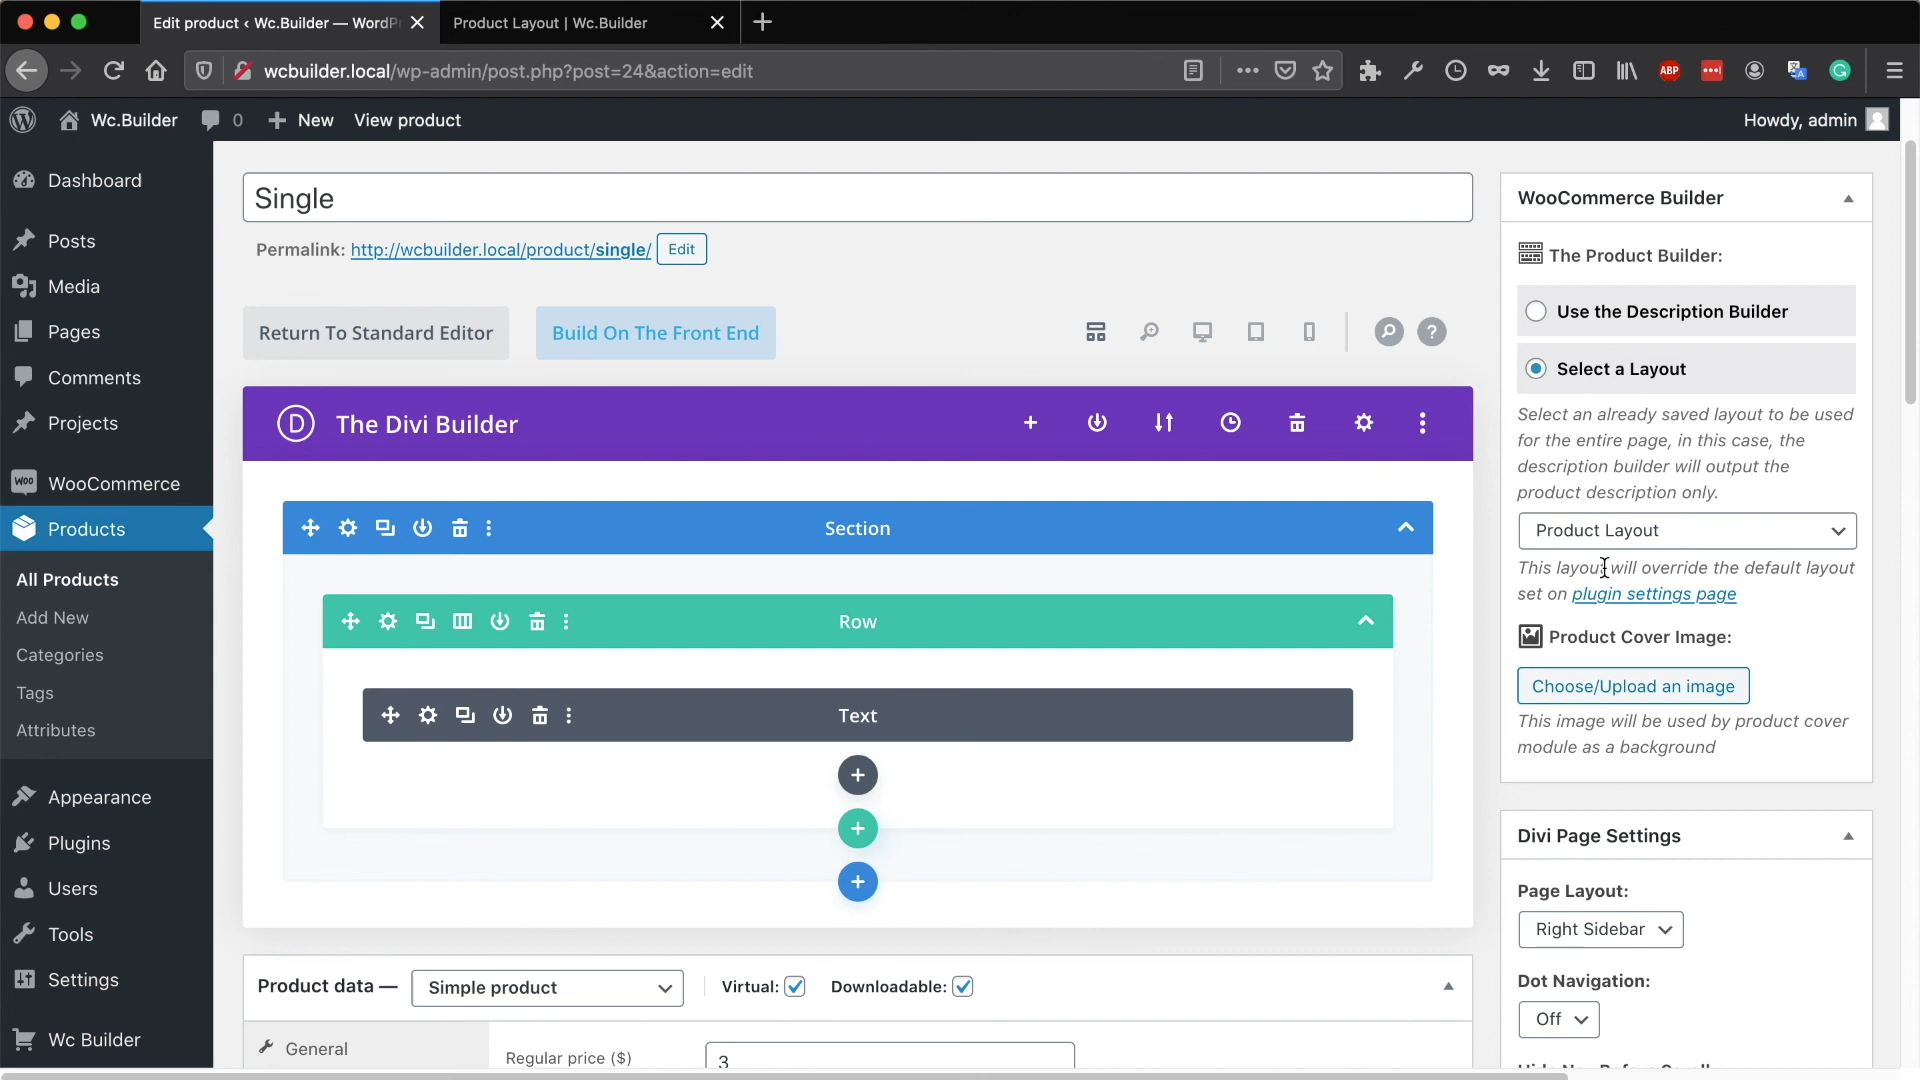 Edit product ‹ Wc.Builder — WordPr
Product Layout | Wc.Builder
wcbuilder.local/wp-admin/post.php?post=24&action=edit
ABP
Wc.Builder
0
New
View product
Howdy, admin
Dashboard
Posts
Media
Pages
Comments
Projects
WooCommerce
Products
All Products
Add New
Categories
Tags
Attributes
Appearance
Plugins
Users
Tools
Settings
Wc Builder
Single
Permalink: http://wcbuilder.local/product/single/ Edit
Return To Standard Editor
Build On The Front End
The Divi Builder
Section
Row
Text
Product data —
Simple product
Virtual:
Downloadable:
General
Regular price ($)
3
WooCommerce Builder
The Product Builder:
Use the Description Builder
Select a Layout
Select an already saved layout to be used
for the entire page, in this case, the
description builder will output the
product description only.
Product Layout
This layout will override the default layout
set on plugin settings page
Product Cover Image:
Choose/Upload an image
This image will be used by product cover
module as a background
Divi Page Settings
Page Layout:
Right Sidebar
Dot Navigation:
Off